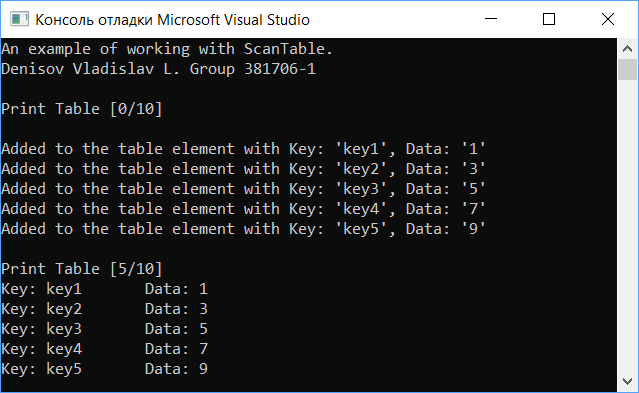 Консоль отладки Microsoft Visual Studio
An example of working with ScanTable.
Denisov Vladislav L. Group 381706-1
Print Table [0/10]
Added to the table element with Key: 'key1', Data: '1'
Added to the table element with Key: 'key2', Data: '3'
Added to the table element with Key: 'key3', Data: '5'
Added to the table element with Key: 'key4', Data: '7'
Added to the table element with Key: 'key5', Data: '9'
Print Table [5/10]
Key: key1       Data: 1
Key: key2       Data: 3
Key: key3       Data: 5
Key: key4       Data: 7
Key: key5       Data: 9